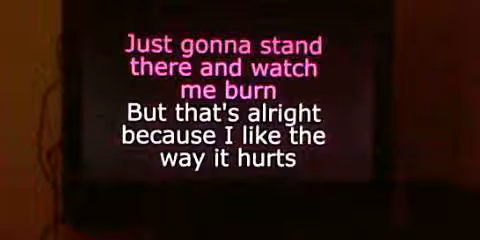 Just gonna stand
there and watch
me burn
But that's alright
because I like the
way it hurts